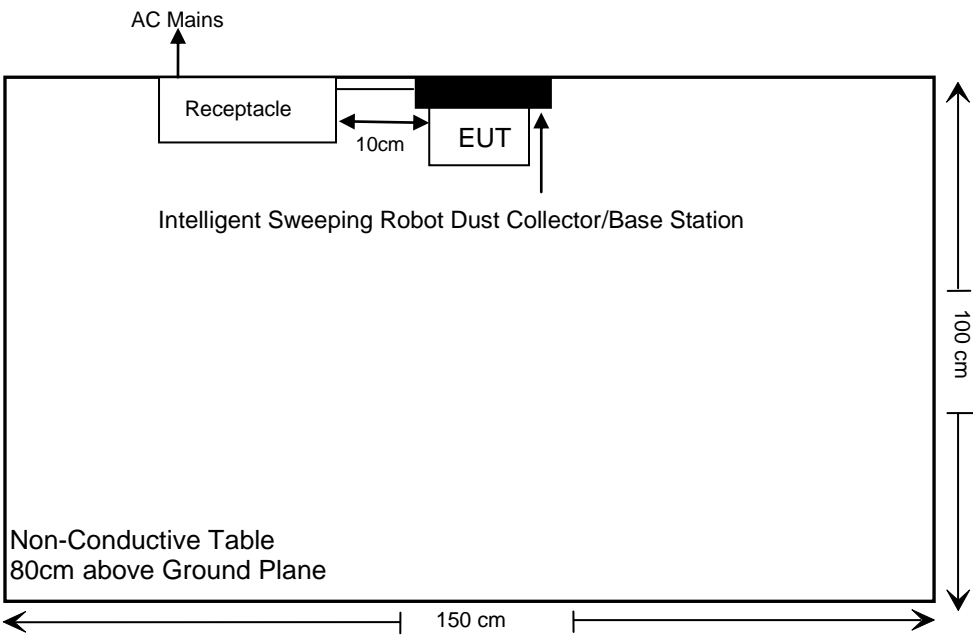 AC Mains
Receptacle
10cm
EUT
Intelligent Sweeping Robot Dust Collector/Base Station
100 cm
Non-Conductive Table
80cm above Ground Plane
150 cm